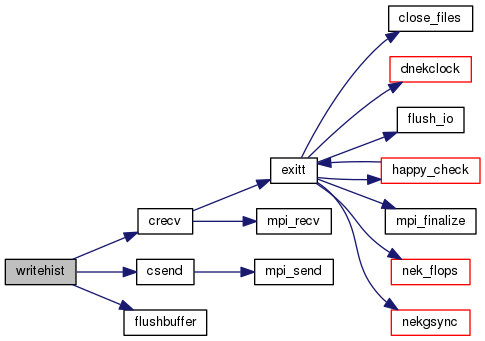 close_files
dnekclock
flush_io
exitt
happy_check
crecv
mpi_recv
mpi_finalize
writehist
csend
mpi_send
nek_flops
flushbuffer
nekgsync